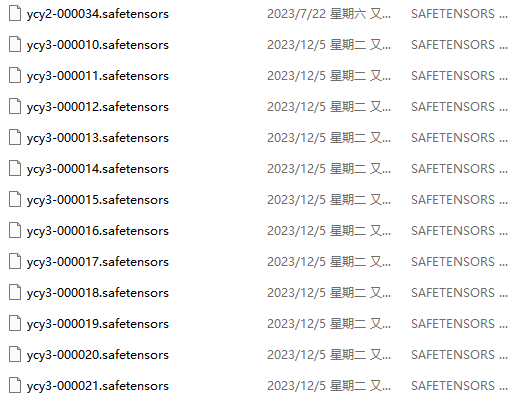 ycy2-000034.safetensors 2023/7/22 星期六 又... SAFETENSORS ...
ycy3-000010.safetensors 2023/12/5 星期二 又... SAFETENSORS ...
ycy3-000011.safetensors 2023/12/5 星期二 又... SAFETENSORS ...
ycy3-000012.safetensors 2023/12/5 星期二 又... SAFETENSORS ...
ycy3-000013.safetensors 2023/12/5 星期二 又... SAFETENSORS ...
ycy3-000014.safetensors 2023/12/5 星期二 又... SAFETENSORS ...
ycy3-000015.safetensors 2023/12/5 星期二 又... SAFETENSORS ...
ycy3-000016.safetensors 2023/12/5 星期二 又... SAFETENSORS ...
ycy3-000017.safetensors 2023/12/5 星期二 又... SAFETENSORS ...
ycy3-000018.safetensors 2023/12/5 星期二 又... SAFETENSORS ...
ycy3-000019.safetensors 2023/12/5 星期二 又... SAFETENSORS ...
ycy3-000020.safetensors 2023/12/5 星期二 又... SAFETENSORS ...
ycy3-000021.safetensors 2023/12/5 星期二 又... SAFETENSORS ...